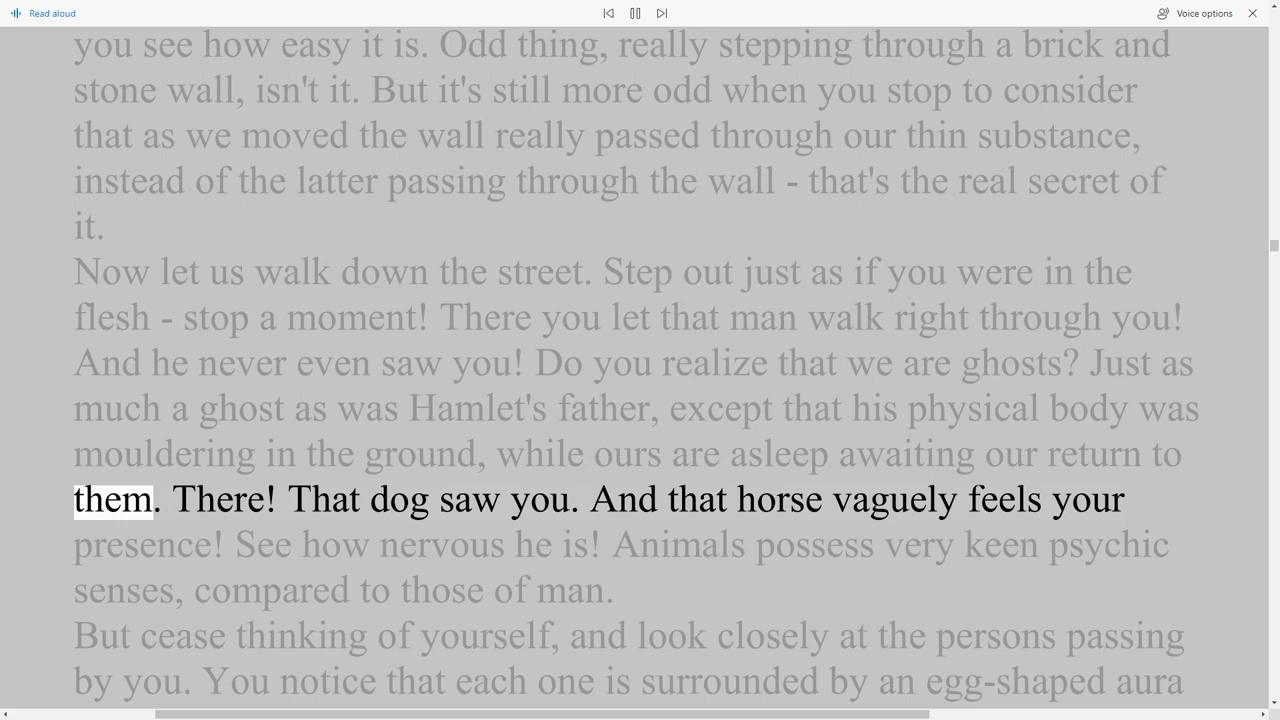 Read aloud
Voice options
you see how easy it is. Odd thing, really stepping through a brick and
stone wall, isn't it. But it's still more odd when you stop to consider
that as we moved the wall really passed through our thin substance,
instead of the latter passing through the wall - that's the real secret of
it.
Now let us walk down the street. Step out just as if you were in the
flesh - stop a moment! There you let that man walk right through you!
And he never even saw you! Do you realize that we are ghosts? Just as
much a ghost as was Hamlet's father, except that his physical body was
mouldering in the ground, while ours are asleep awaiting our return to
them. There! That dog saw you. And that horse vaguely feels your
presence! See how nervous he is! Animals possess very keen psychic
senses, compared to those of man.
But cease thinking of yourself, and look closely at the persons passing
by you. You notice that each one is surrounded by an egg-shaped aura